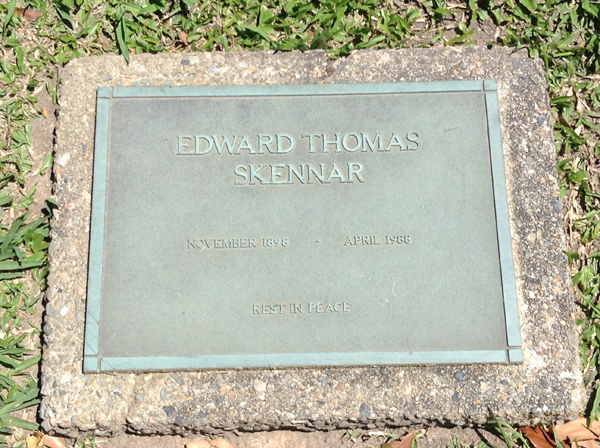 EDWARD THOMAS
SKENNAR
NOVEMBER 1898 - APRIL 1988
REST IN PEACE